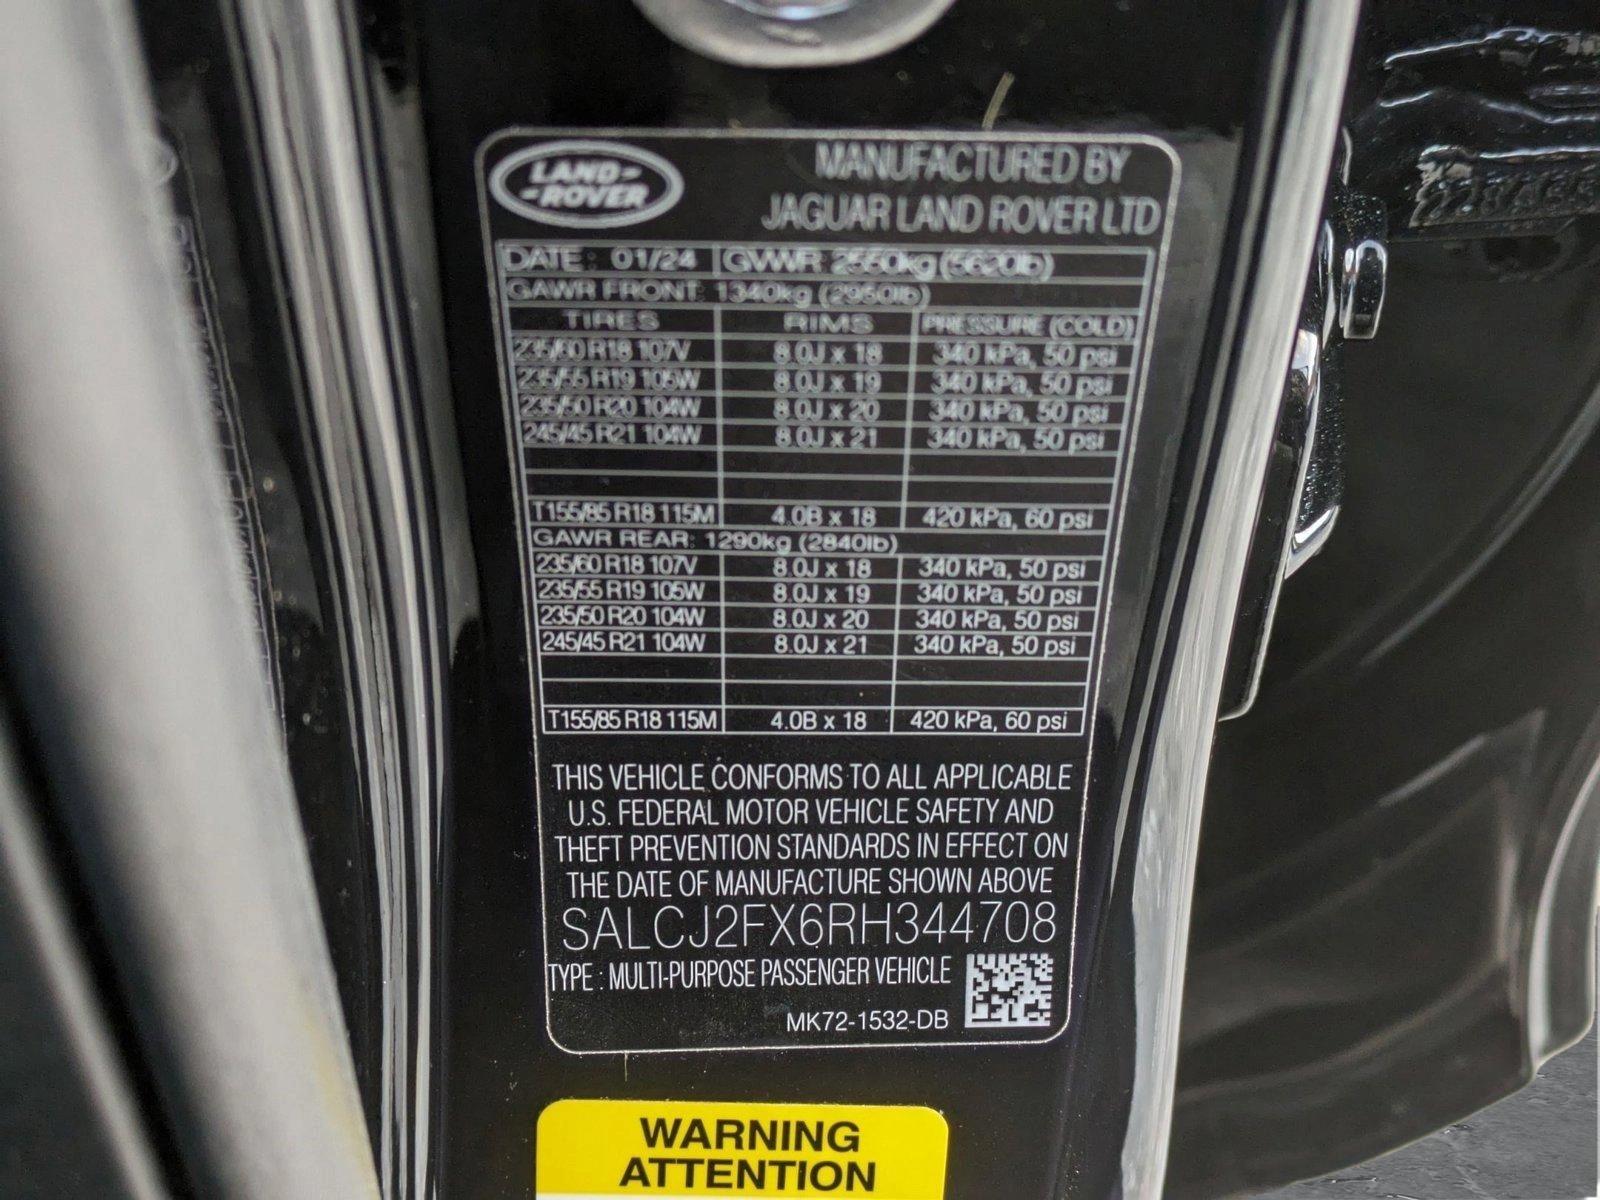 LAND-
-ROVER
MANUFACTURED BY
JAGUAR LAND ROVER LTD
DATE: 01/24 GVWR 2550kg (5620lb)
GAWR FRONT: 1340kg (2950lb)
TIRES RIMS PRESSURE (COLD)
235/60 R18 107V 8.0J x 18 340 kPa, 50 psi
235/55 R19 105W 8.0J x 19 340 kPa, 50 psi
235/50 R20 104W 8.0J x 20 340 kPa, 50 psi
245/45 R21 104W 8.0J x 21 340 kPa, 50 psi
T155/85 R18 115M 4.0B x 18 420 kPa, 60 psi
GAWR REAR: 1290kg (2840lb)
235/60 R18 107V 8.0J x 18 340 kPa, 50 psi
235/55 R19 105W 8.0J x 19 340 kPa, 50 psi
235/50 R20 104W 8.0J x 20 340 kPa, 50 psi
245/45 R21 104W 8.0J x 21 340 kPa, 50 psi
T155/85 R18 115M 4.0B x 18 420 kPa, 60 psi
THIS VEHICLE CONFORMS TO ALL APPLICABLE
U.S. FEDERAL MOTOR VEHICLE SAFETY AND
THEFT PREVENTION STANDARDS IN EFFECT ON
THE DATE OF MANUFACTURE SHOWN ABOVE
SALCJ2FX6RH344708
TYPE : MULTI-PURPOSE PASSENGER VEHICLE
MK72-1532-DB
WARNING
ATTENTION